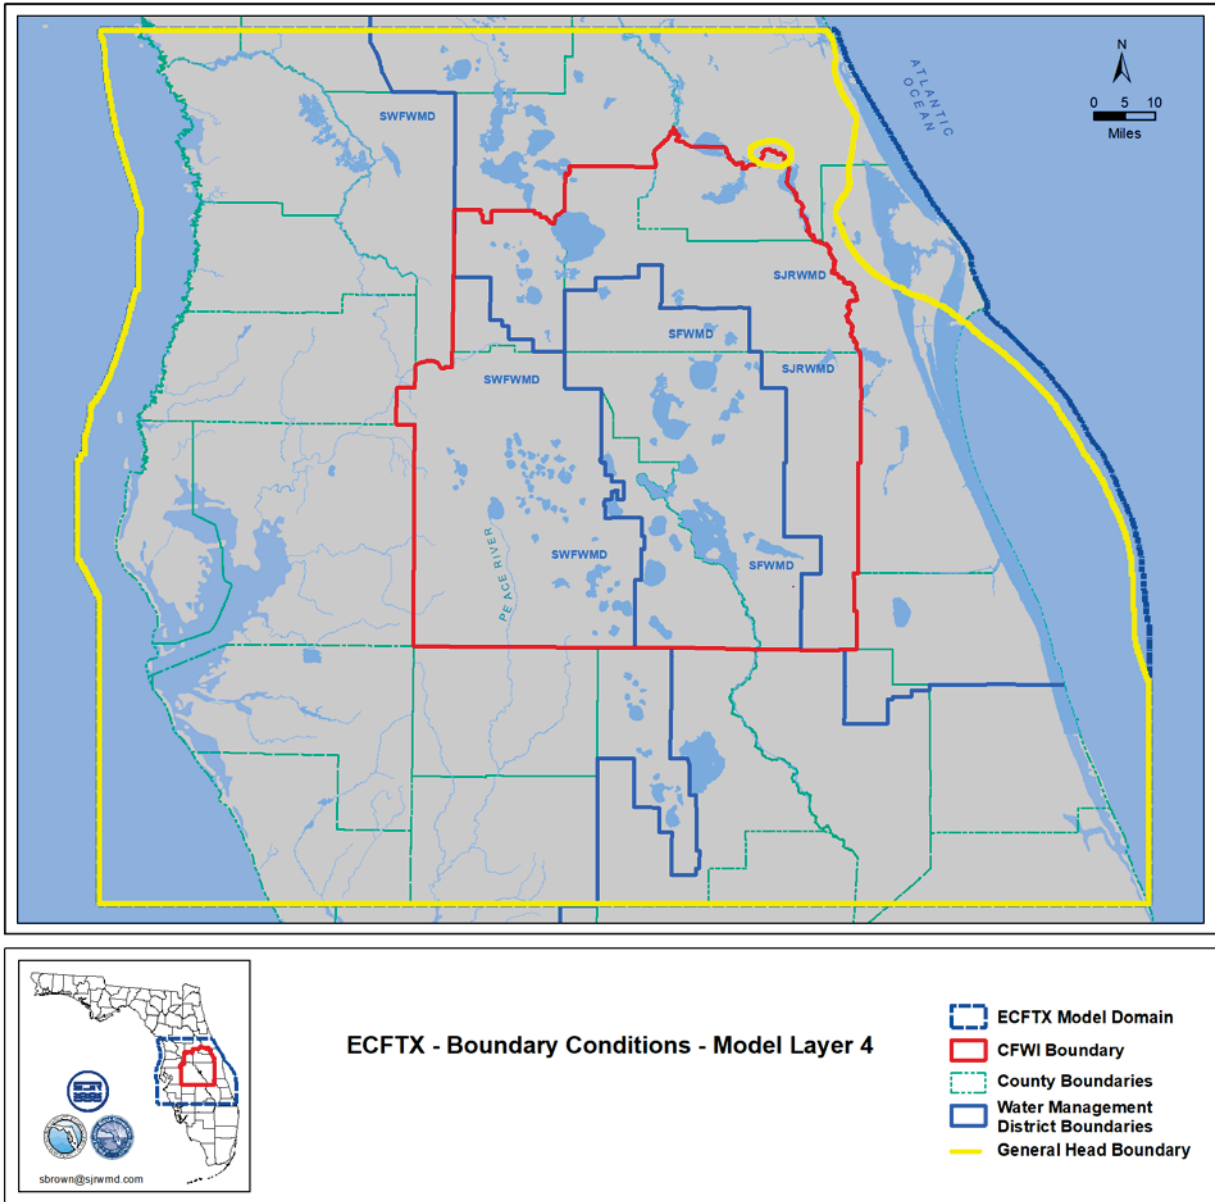 N
0 5 10
Miles
ATLANTIC
OCEAN
SWFWMD
SJRWMD
SFWMD
SJRWMD
SWFWMD
SWFWMD
SFWMD
PEACE RIVER
ECFTX - Boundary Conditions - Model Layer 4
ECFTX Model Domain
CFWI Boundary
County Boundaries
Water Management
District Boundaries
General Head Boundary
sbrown@sjrwmd.com